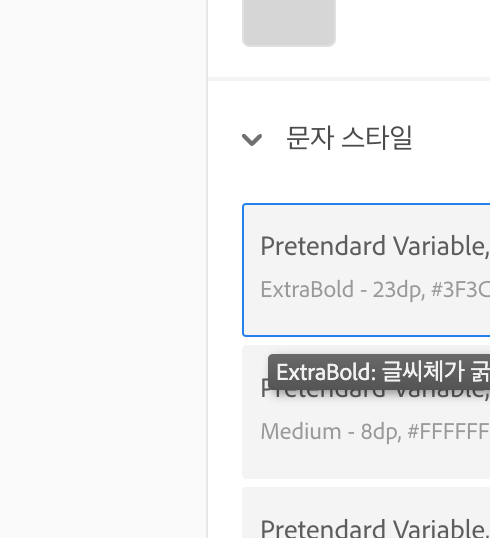 문자 스타일
Pretendard Variable,
ExtraBold - 23dp, #3F3C
ExtraBold: 글씨체가 굵
Pretendard Variable,
Medium - 8dp, #FFFFFF
Pretendard Variable,